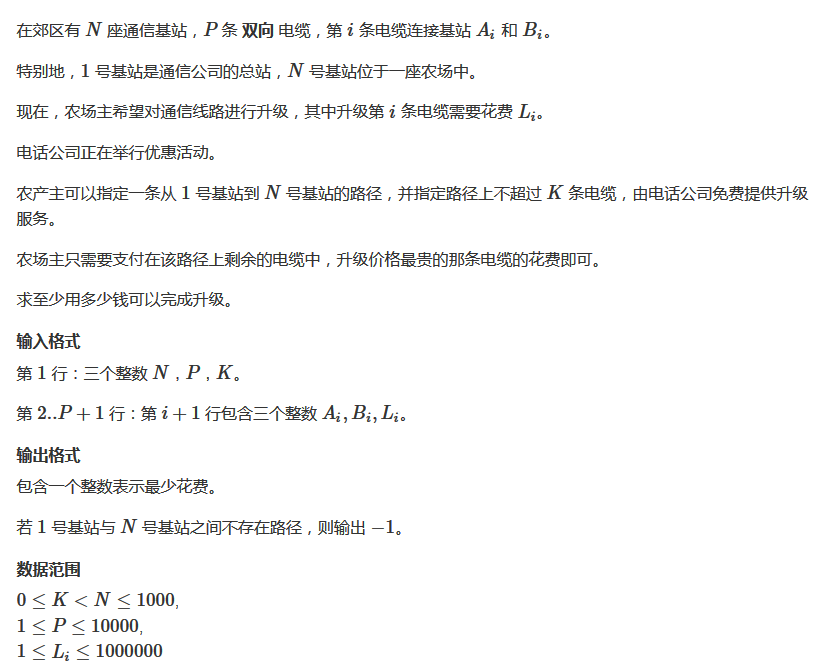 在郊区有 N 座通信基站，P 条 双向 电缆，第 i 条电缆连接基站 Aᵢ 和 Bᵢ。
特别地，1 号基站是通信公司的总站，N 号基站位于一座农场中。
现在，农场主希望对通信线路进行升级，其中升级第 i 条电缆需要花费 Lᵢ。
电话公司正在举行优惠活动。
农产主可以指定一条从 1 号基站到 N 号基站的路径，并指定路径上不超过 K 条电缆，由电话公司免费提供升级
服务。
农场主只需要支付在该路径上剩余的电缆中，升级价格最贵的那条电缆的花费即可。
求至少用多少钱可以完成升级。
输入格式
第 1 行：三个整数 N，P，K。
第 2..P + 1 行：第 i + 1 行包含三个整数 Aᵢ, Bᵢ, Lᵢ。
输出格式
包含一个整数表示最少花费。
若 1 号基站与 N 号基站之间不存在路径，则输出 −1。
数据范围
0 ≤ K < N ≤ 1000,
1 ≤ P ≤ 10000,
1 ≤ Lᵢ ≤ 1000000